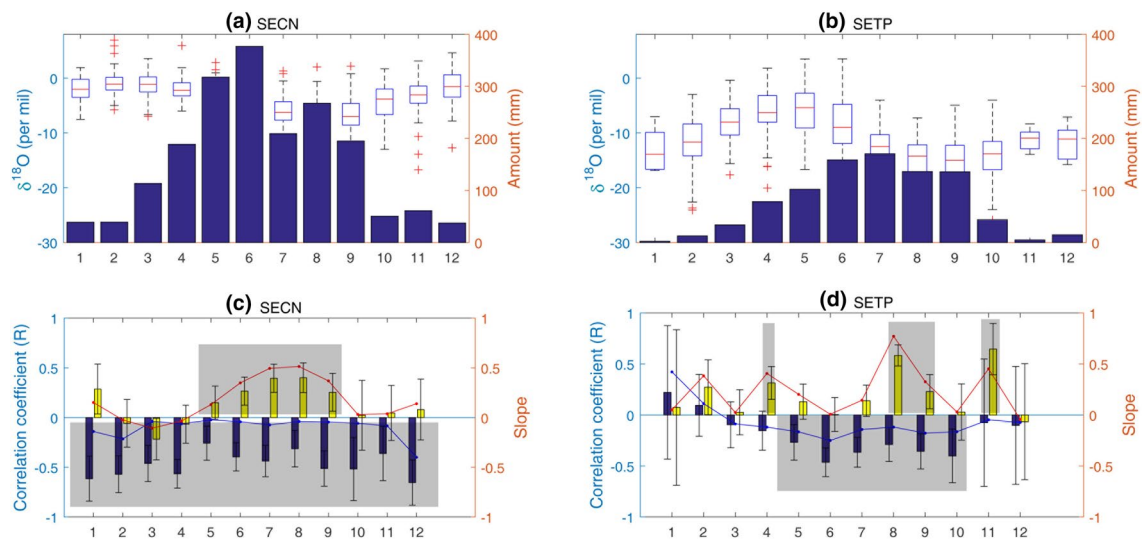 (a) SECN
δ18O (per mil)
0
-10
-20
-30
400
300
200
100
0
Amount (mm)
1 2 3 4 5 6 7 8 9 10 11 12
(b) SETP
δ18O (per mil)
0
-10
-20
-30
400
300
200
100
0
Amount (mm)
1 2 3 4 5 6 7 8 9 10 11 12
(c) SECN
Correlation coefficient (R)
1
0.5
0
-0.5
-1
1
0.5
0
-0.5
-1
Slope
1 2 3 4 5 6 7 8 9 10 11 12
(d) SETP
Correlation coefficient (R)
1
0.5
0
-0.5
-1
1
0.5
0
-0.5
-1
Slope
1 2 3 4 5 6 7 8 9 10 11 12